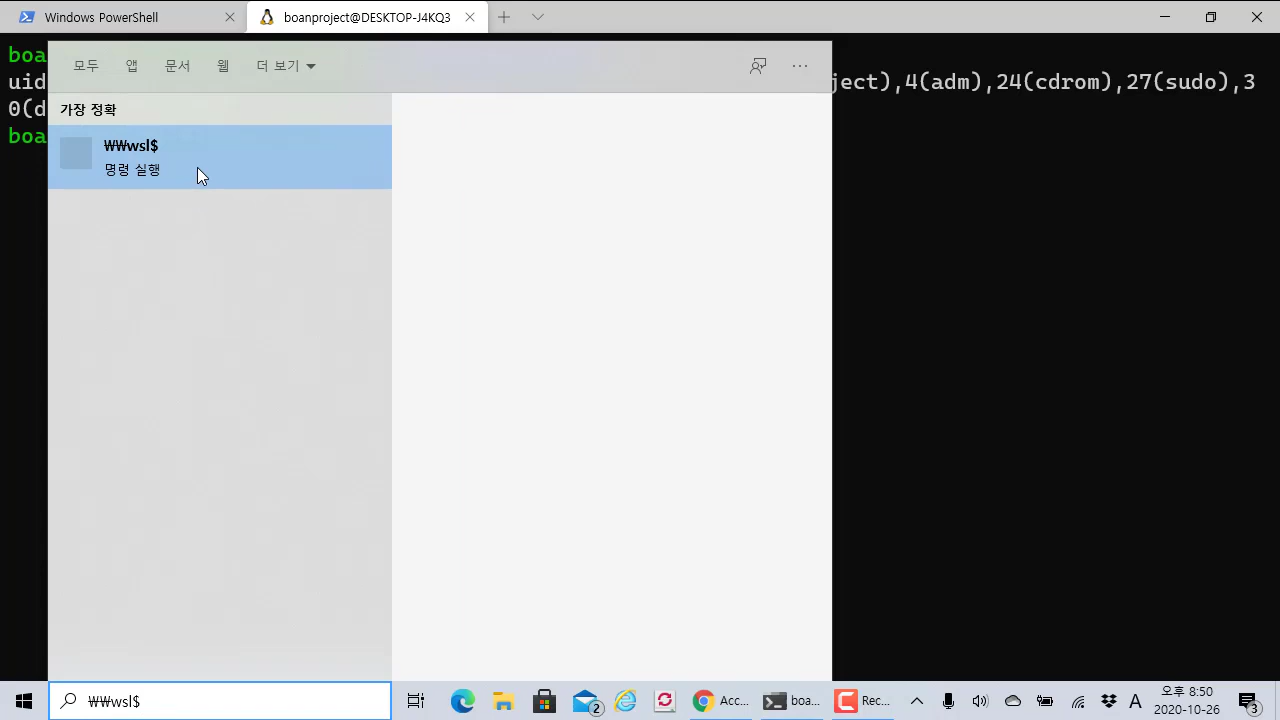 Windows PowerShell
boanproject@DESKTOP-J4KQ3
boa
uid
ject),4(adm),24(cdrom),27(sudo),3
0(d
boa
모두 앱 문서 웹 더 보기
가장 정확
₩₩wsl$
명령 실행
₩₩wsl$
2
Acc...
boa...
Rec...
A
오후 8:50
2020-10-26
3